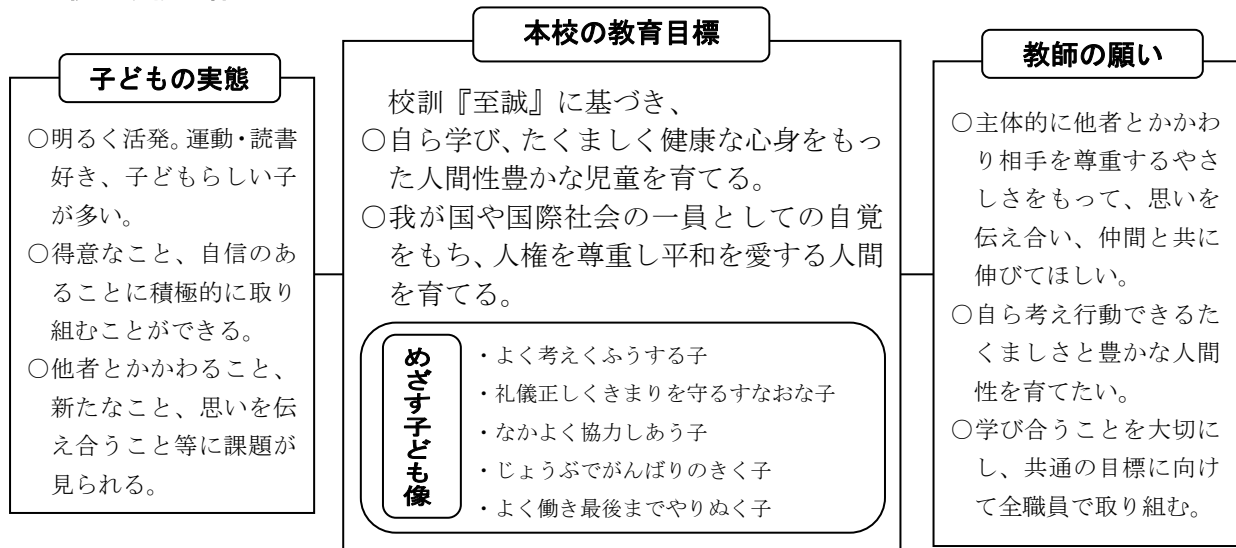 子どもの実態
○明るく活発。運動・読書
好き、子どもらしい子
が多い。
○得意なこと、自信のあ
ることに積極的に取り
組むことができる。
○他者とかかわること、
新たなこと、思いを伝
え合うこと等に課題が
見られる。
本校の教育目標
校訓『至誠』に基づき、
○自ら学び、たくましく健康な心身をもっ
た人間性豊かな児童を育てる。
○我が国や国際社会の一員としての自覚
をもち、人権を尊重し平和を愛する人間
を育てる。
めざす子ども像
・よく考えくふうする子
・礼儀正しくきまりを守るすなおな子
・なかよく協力しあう子
・じょうぶでがんばりのきく子
・よく働き最後までやりぬく子
教師の願い
○主体的に他者とかかわ
り相手を尊重するやさ
しさをもって、思いを
伝え合い、仲間と共に
伸びてほしい。
○自ら考え行動できるた
くましさと豊かな人間
性を育てたい。
○学び合うことを大切に
し、共通の目標に向け
て全職員で取り組む。